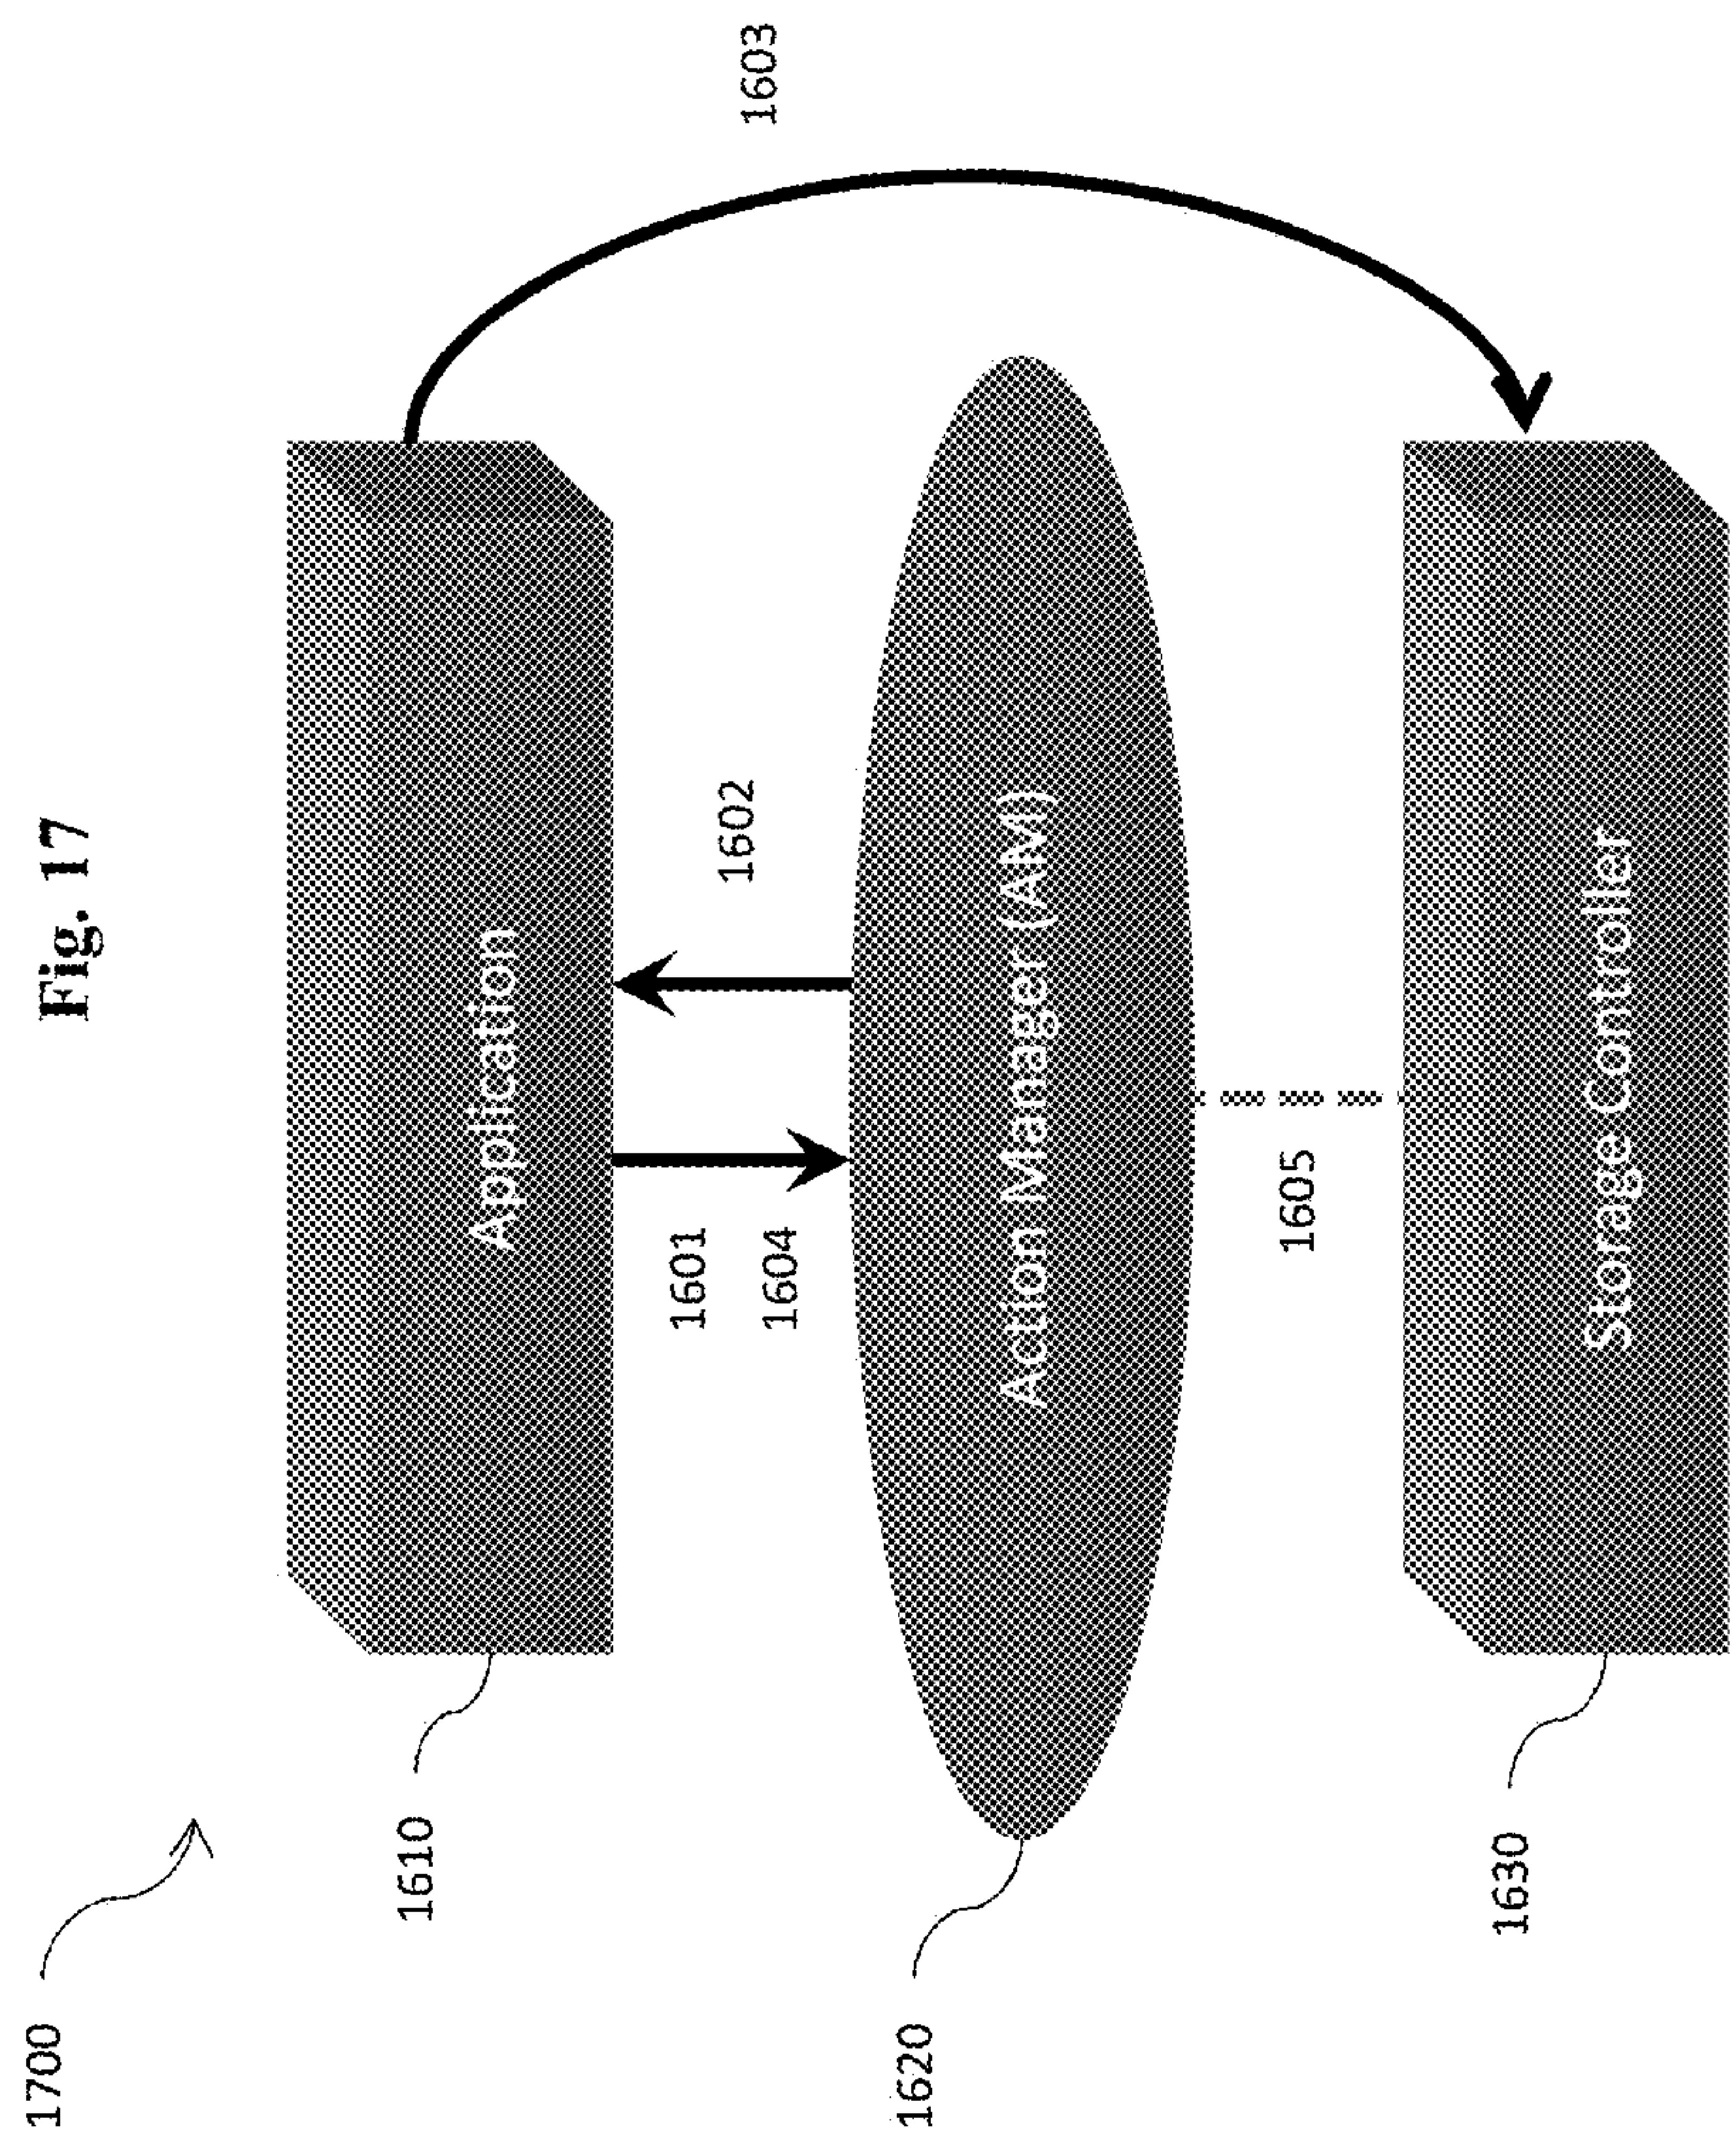 Fig. 17
1700
1610
Application
1603
1601
1602
1604
1620
Action Manager (AM)
1605
1630
Storage Controller